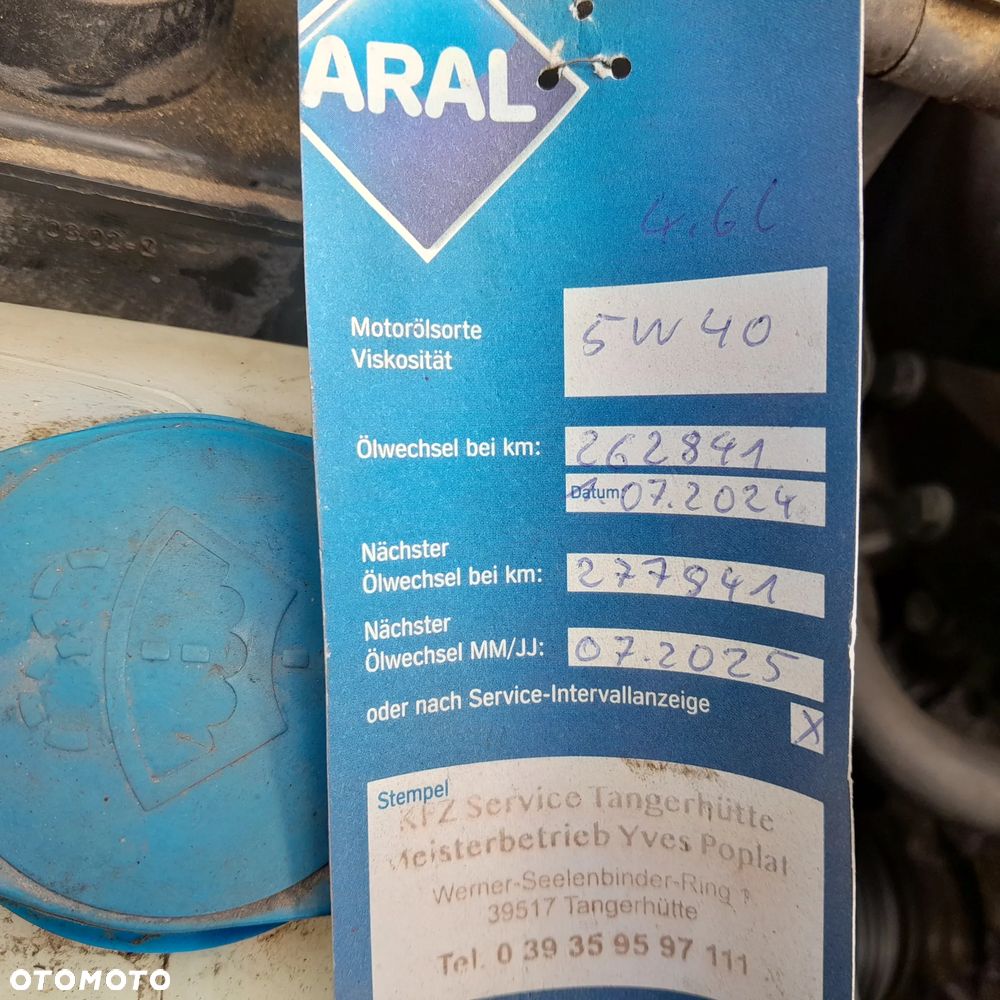 ARAL
4.6l
Motorölsorte
Viskosität
5W40
Ölwechsel bei km:
262841
Datum:
1.07.2024
Nächster
Ölwechsel bei km:
277841
Nächster
Ölwechsel MM/JJ:
07.2025
oder nach Service-Intervallanzeige
X
Stempel
KFZ Service Tangerhütte
Meisterbetrieb Yves Poplat
Werner-Seelenbinder-Ring
39517 Tangerhütte
Tel. 0 39 35 95 97 111
OTOMOTO